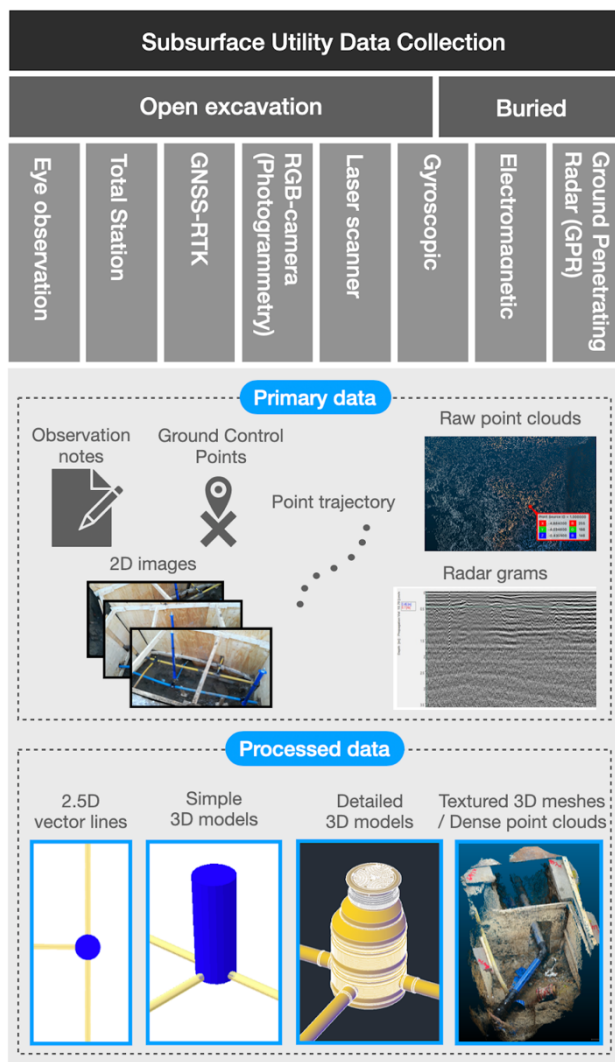 Subsurface Utility Data Collection
Open excavation
Buried
Eye observation
Total Station
GNSS-RTK
RGB-camera
(Photogrammetry)
Laser scanner
Gyroscopic
Electromagnetic
Ground Penetrating
Radar (GPR)
Primary data
Observation
notes
Ground Control
Points
Point trajectory
Raw point clouds
2D images
Radar grams
Processed data
2.5D
vector lines
Simple
3D models
Detailed
3D models
Textured 3D meshes
/ Dense point clouds